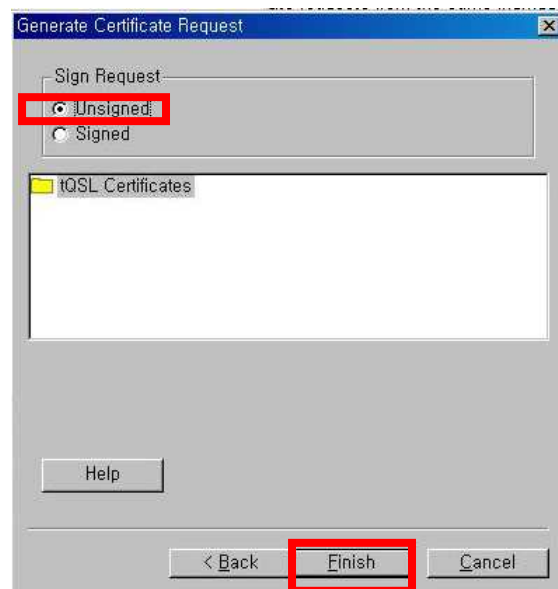 Generate Certificate Request
Sign Request
Unsigned
Signed
tQSL Certificates
Help
< Back
Finish
Cancel